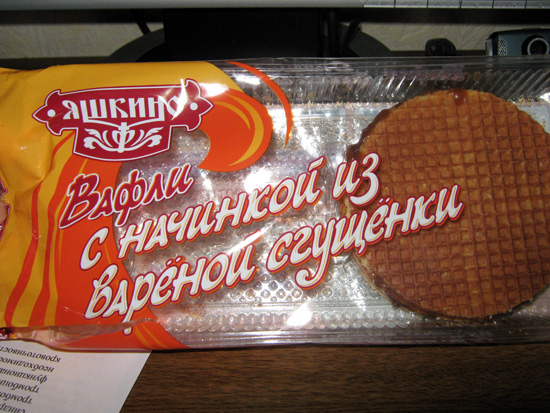 ЯШКИНО
Вафли
с начинкой из
варёной сгущёнки